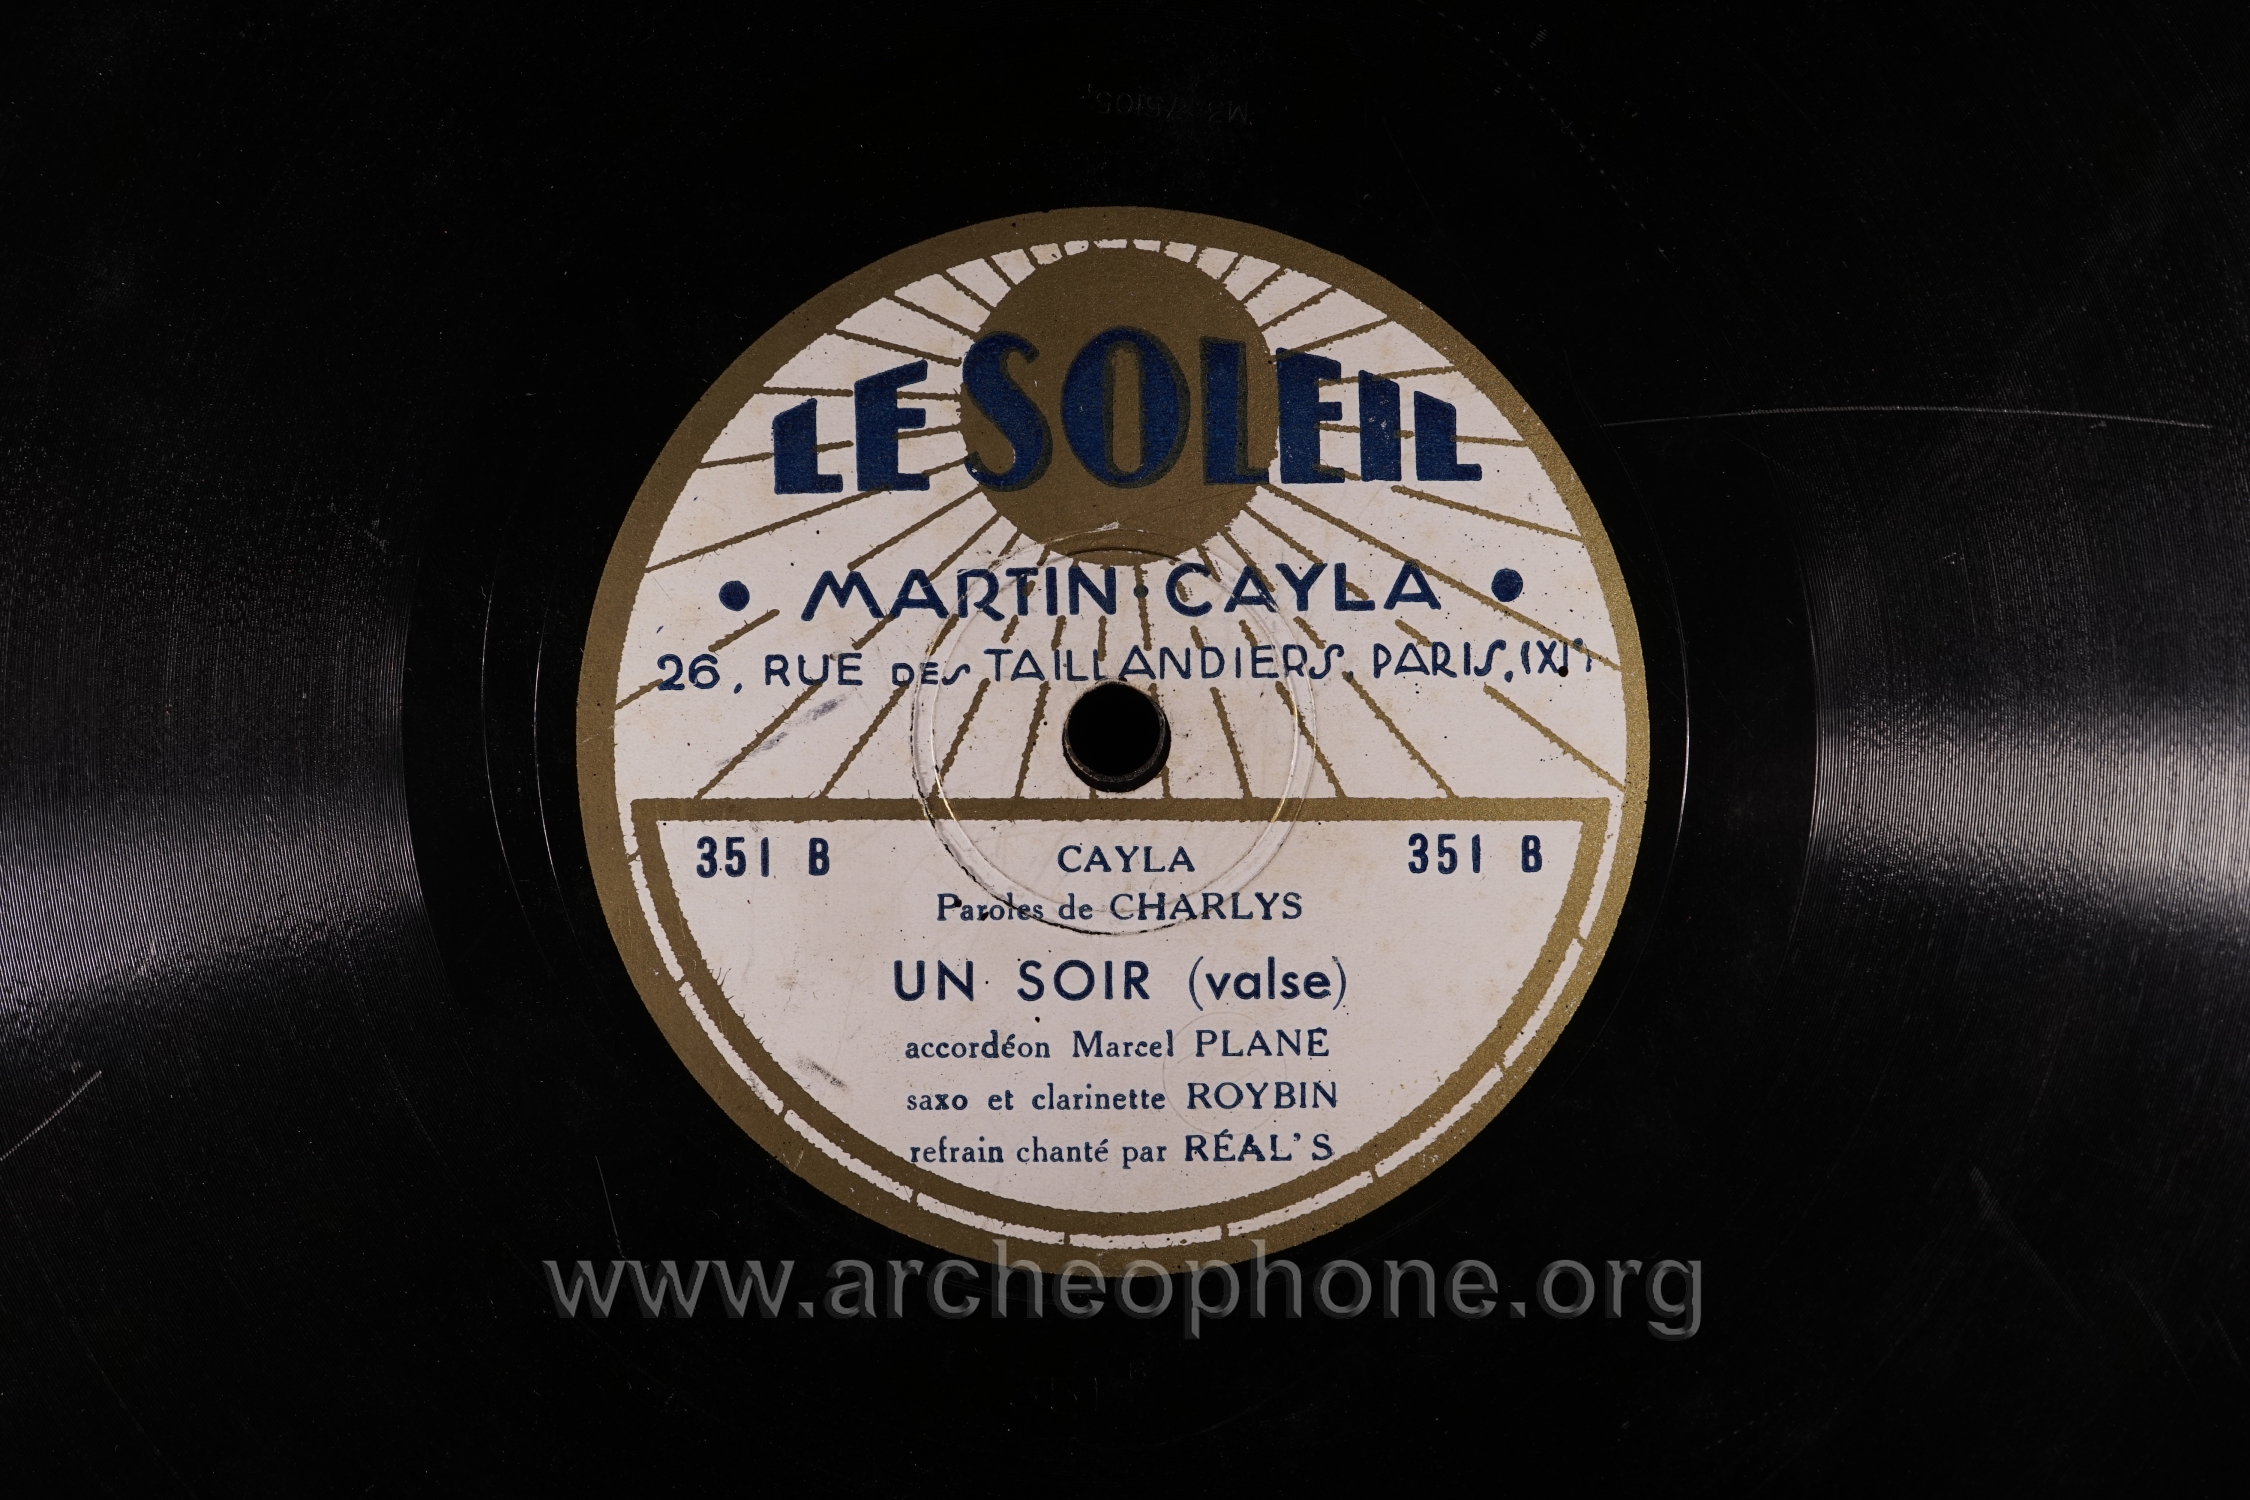 LE SOLEIL
• MARTIN·CAYLA •
26, RUE DES TAILLANDIERS, PARIS, (XIe)
351 B CAYLA 351 B
Paroles de CHARLYS
UN SOIR (valse)
accordéon Marcel PLANE
saxo et clarinette ROYBIN
refrain chanté par RÉAL'S
www.archeophone.org